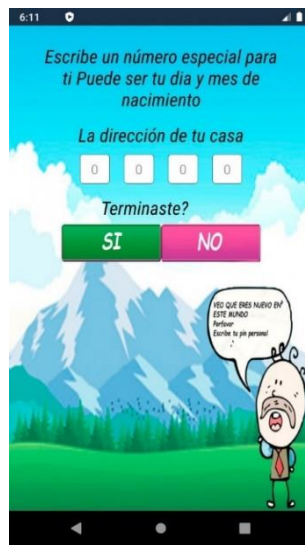 6:11
Escribe un número especial para
ti Puede ser tu dia y mes de
nacimiento
La dirección de tu casa
0 0 0 0
Terminaste?
SI NO
VEO QUE ERES NUEVO EN
ESTE MUNDO
Porfavor
Escribe tu pin personal